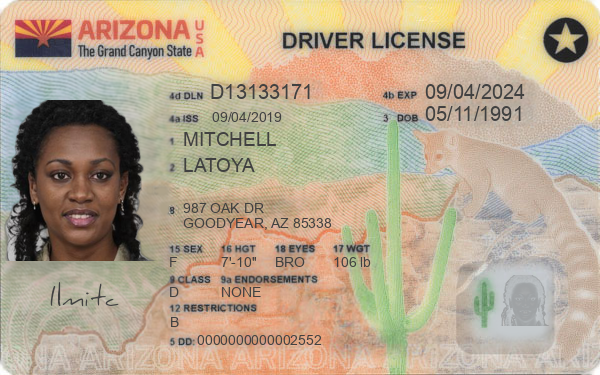 ARIZONA USA
The Grand Canyon State
DRIVER LICENSE
4d DLN D13133171
4b EXP 09/04/2024
4a ISS 09/04/2019
3 DOB 05/11/1991
1 MITCHELL
2 LATOYA
8 987 OAK DR
GOODYEAR, AZ 85338
15 SEX 16 HGT 18 EYES 17 WGT
F 7'-10" BRO 106 lb
9 CLASS 9a ENDORSEMENTS
D NONE
12 RESTRICTIONS
B
5 DD: 0000000000002552
ARIZONA ARIZONA ARIZONA ARIZONA